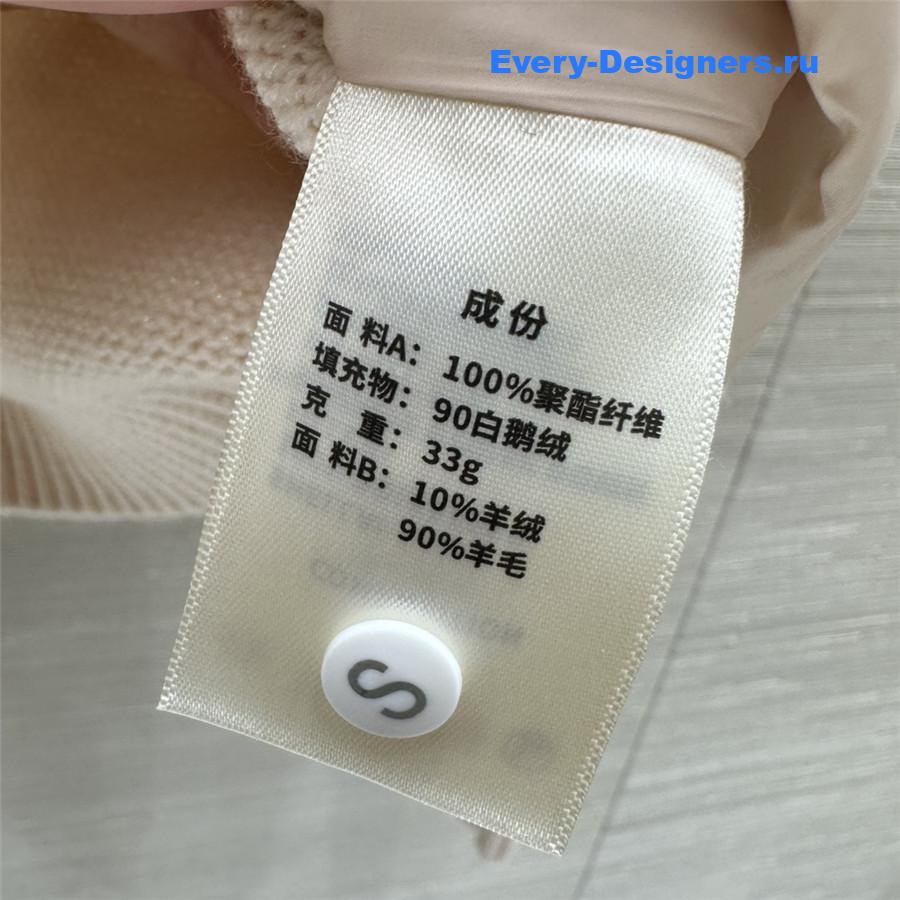 Every-Designers.ru
成份
面 料A： 100%聚酯纤维
填充物： 90白鹅绒
克 重： 33g
面 料B： 10%羊绒
90%羊毛
S